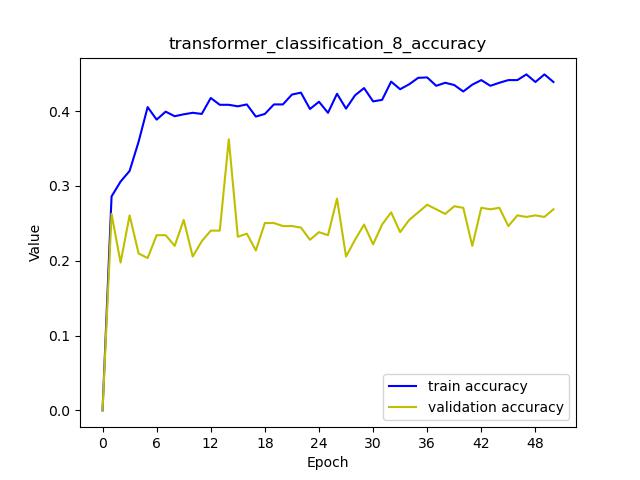 transformer_classification_8_accuracy
Value
0.4
0.3
0.2
0.1
0.0
train accuracy
validation accuracy
0 6 12 18 24 30 36 42 48
Epoch